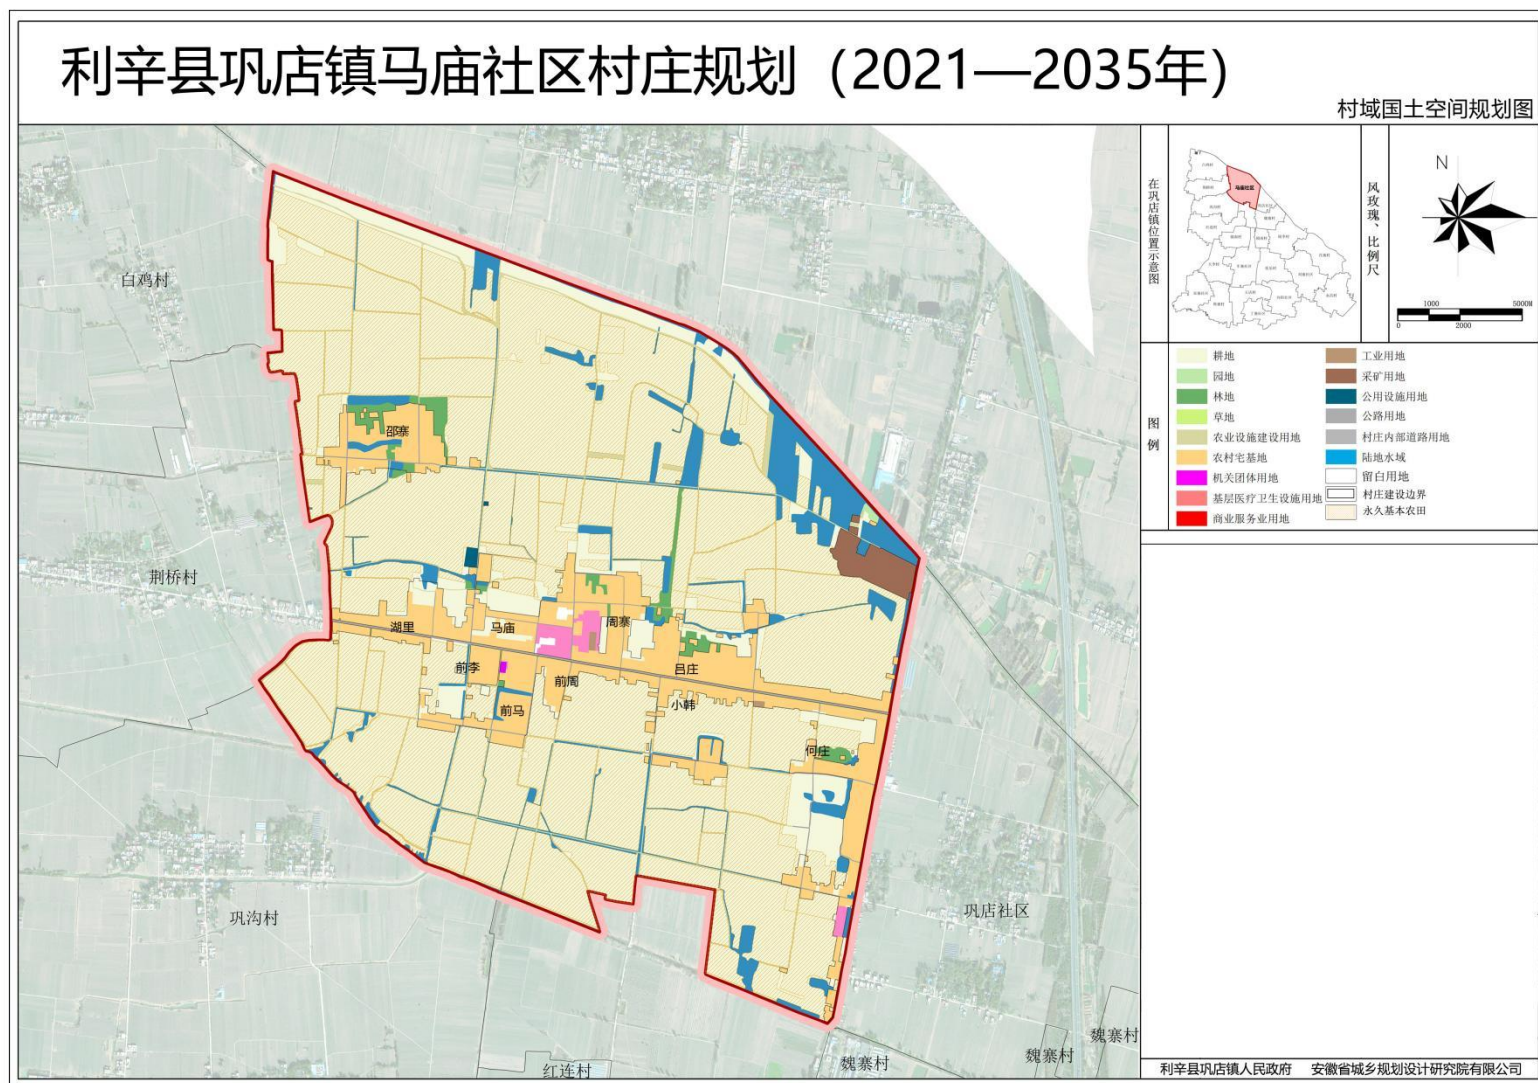 利辛县巩店镇马庙社区村庄规划（2021—2035年）
村域国土空间规划图
白鸡村
邵寨
荆桥村
湖里
马庙
周寨
前李
前周
吕庄
前马
小韩
何庄
巩沟村
巩店社区
红连村
魏寨村
魏寨村
魏寨村
在巩店镇位置示意图
马庙社区
风玫瑰、比例尺
N
1000
5000M
0
2000
图例
耕地
园地
林地
草地
农业设施建设用地
农村宅基地
机关团体用地
基层医疗卫生设施用地
商业服务业用地
工业用地
采矿用地
公用设施用地
公路用地
村庄内部道路用地
陆地水域
留白用地
村庄建设边界
永久基本农田
利辛县巩店镇人民政府 安徽省城乡规划设计研究院有限公司